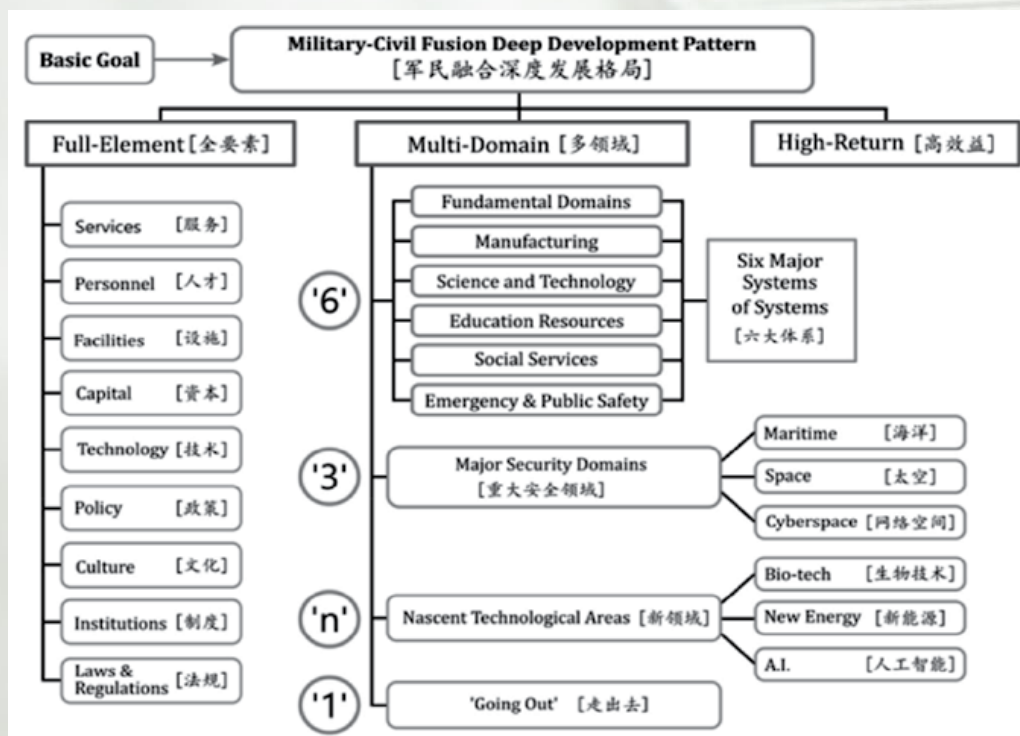 Basic Goal
Military-Civil Fusion Deep Development Pattern
[军民融合深度发展格局]
Full-Element [全要素]
Services [服务]
Personnel [人才]
Facilities [设施]
Capital [资本]
Technology [技术]
Policy [政策]
Culture [文化]
Institutions [制度]
Laws &
Regulations [法规]
Multi-Domain [多领域]
'6'
Fundamental Domains
Manufacturing
Science and Technology
Education Resources
Social Services
Emergency & Public Safety
Six Major
Systems
of Systems
[六大体系]
'3'
Major Security Domains
[重大安全领域]
Maritime [海洋]
Space [太空]
Cyberspace [网络空间]
'n'
Nascent Technological Areas [新领域]
Bio-tech [生物技术]
New Energy [新能源]
A.I. [人工智能]
'1'
'Going Out' [走出去]
High-Return [高效益]